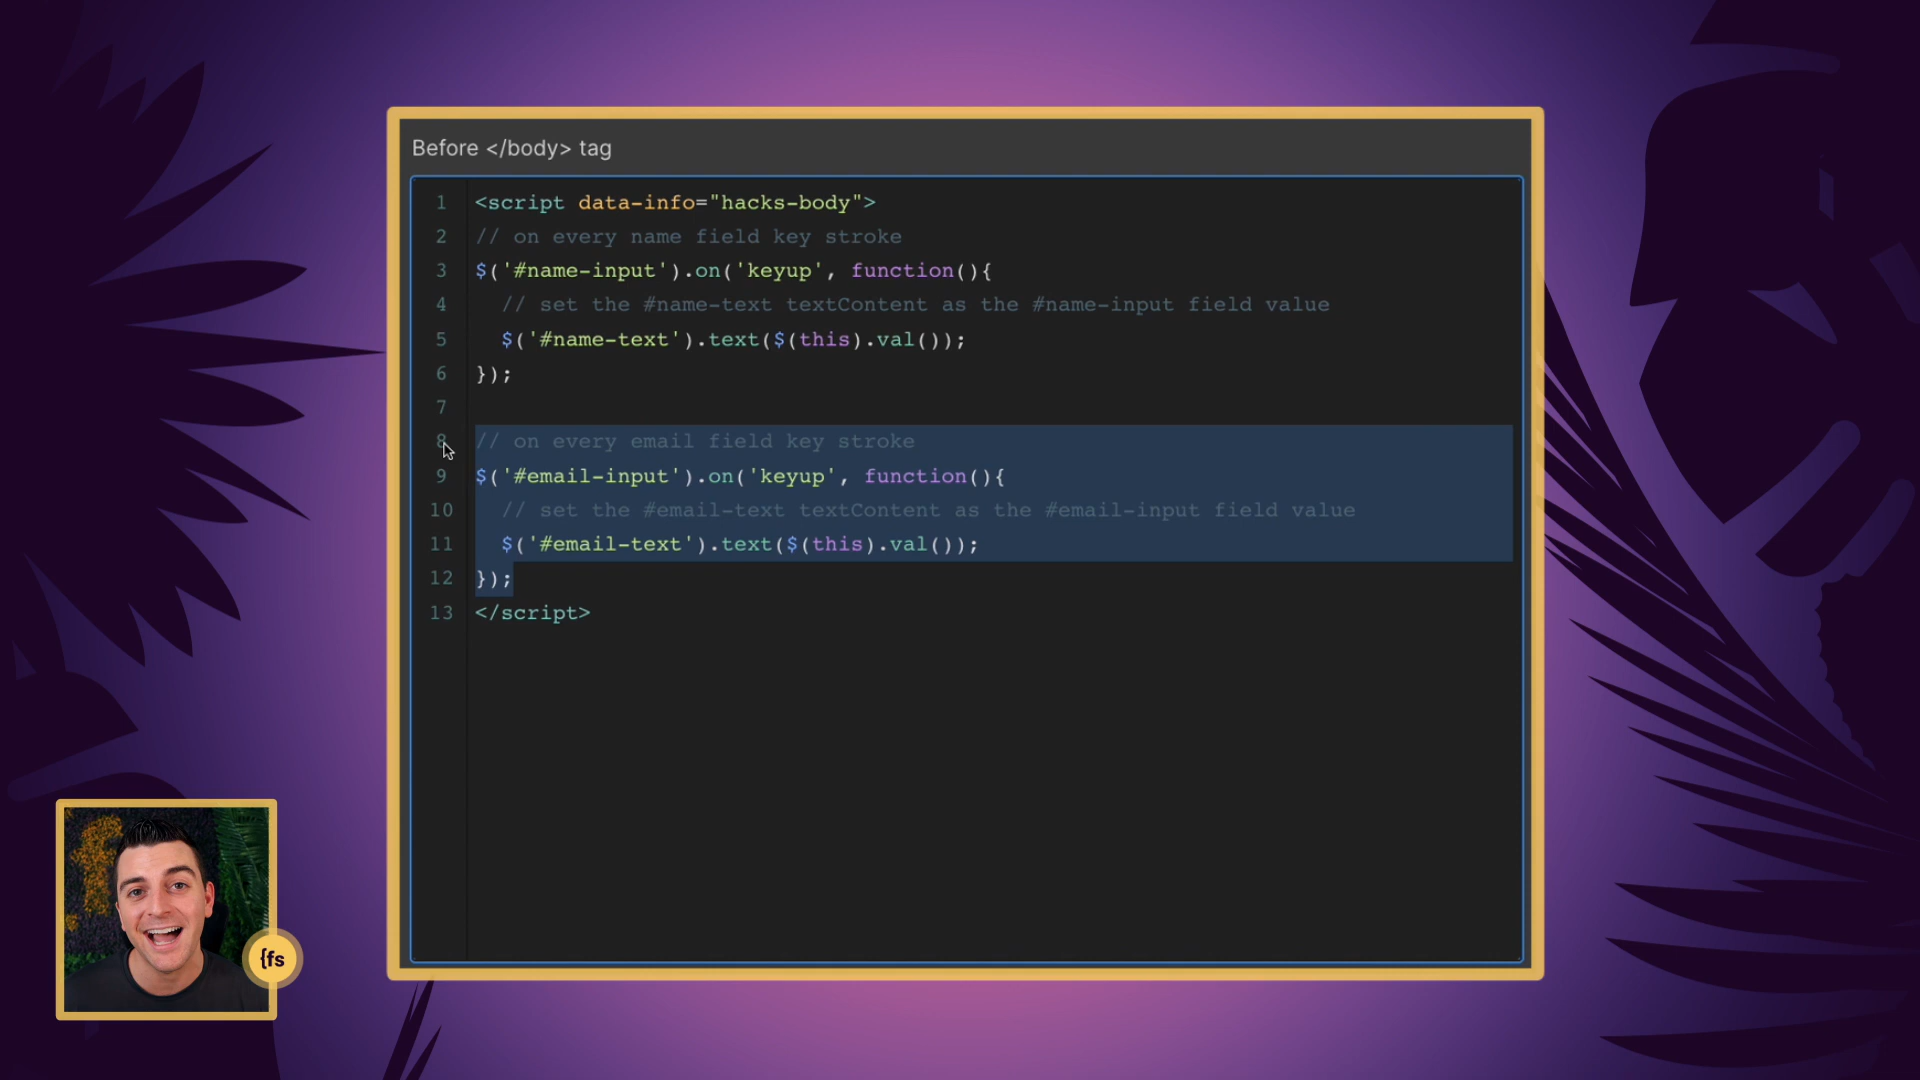 Before </body> tag
1 <script data-info="hacks-body">
2 // on every name field key stroke
3 $('#name-input').on('keyup', function(){
4 // set the #name-text textContent as the #name-input field value
5 $('#name-text').text($(this).val());
6 });
7
8 // on every email field key stroke
9 $('#email-input').on('keyup', function(){
10 // set the #email-text textContent as the #email-input field value
11 $('#email-text').text($(this).val());
12 });
13 </script>
{fs